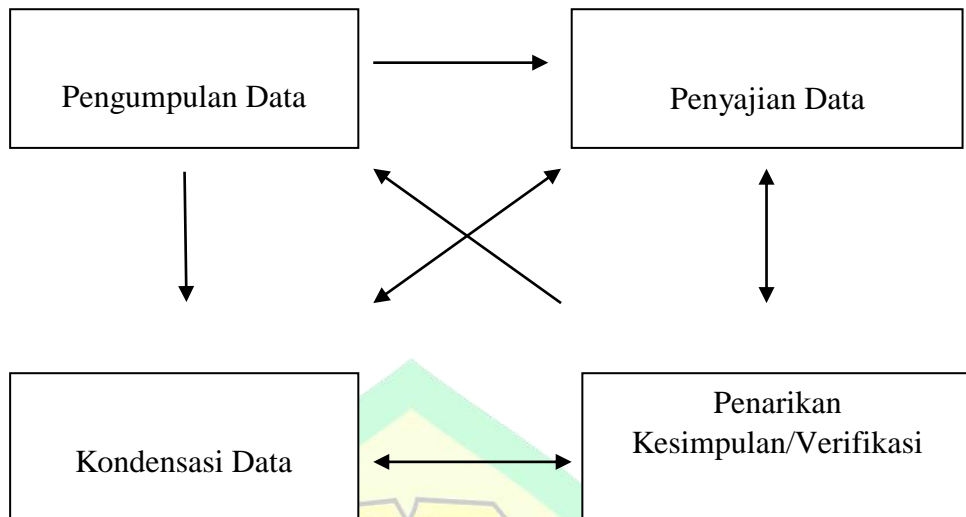 Pengumpulan Data
Penyajian Data
Kondensasi Data
Penarikan
Kesimpulan/Verifikasi